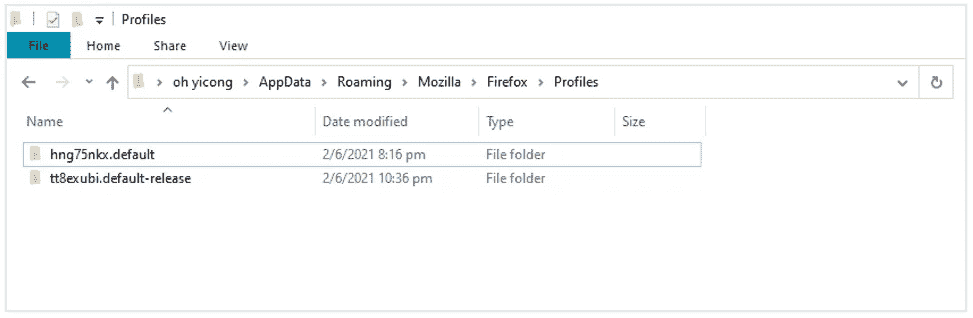 Profiles
File Home Share View
oh yicong > AppData > Roaming > Mozilla > Firefox > Profiles
Name Date modified Type Size
hng75nkx.default 2/6/2021 8:16 pm File folder
tt8exubi.default-release 2/6/2021 10:36 pm File folder